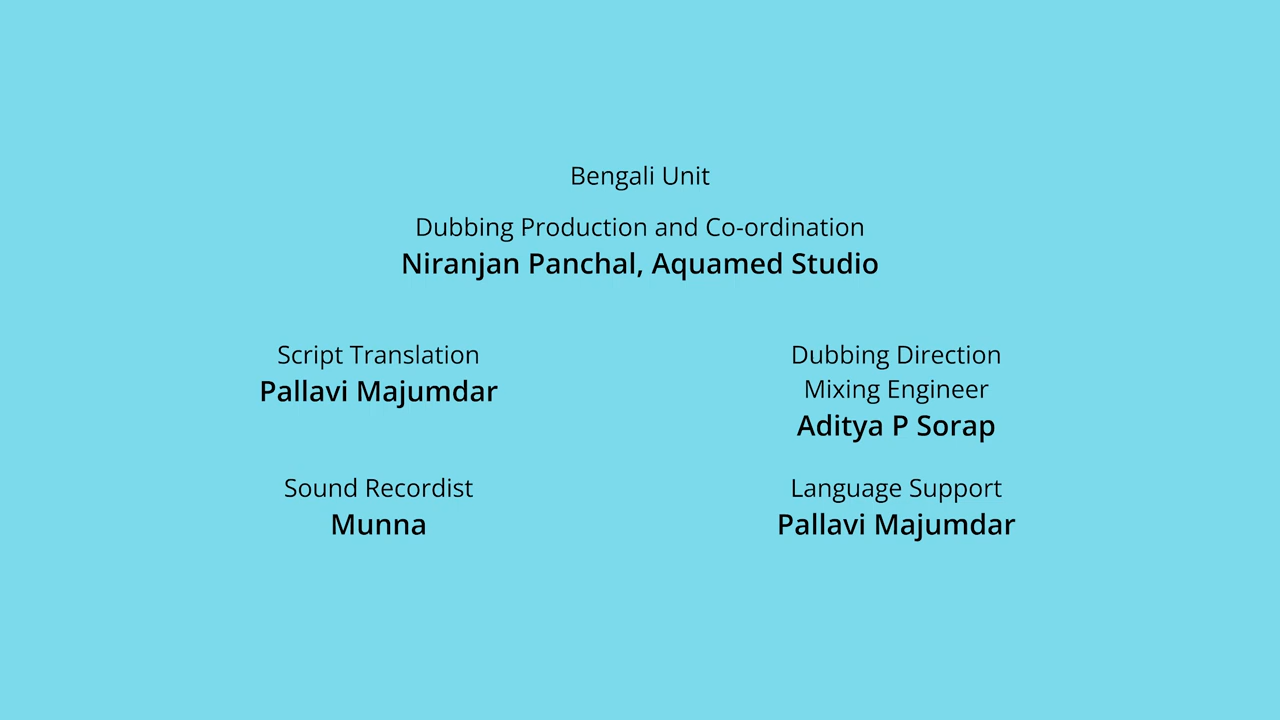 Bengali Unit
Dubbing Production and Co-ordination
Niranjan Panchal, Aquamed Studio
Script Translation
Pallavi Majumdar
Dubbing Direction
Mixing Engineer
Aditya P Sorap
Sound Recordist
Munna
Language Support
Pallavi Majumdar